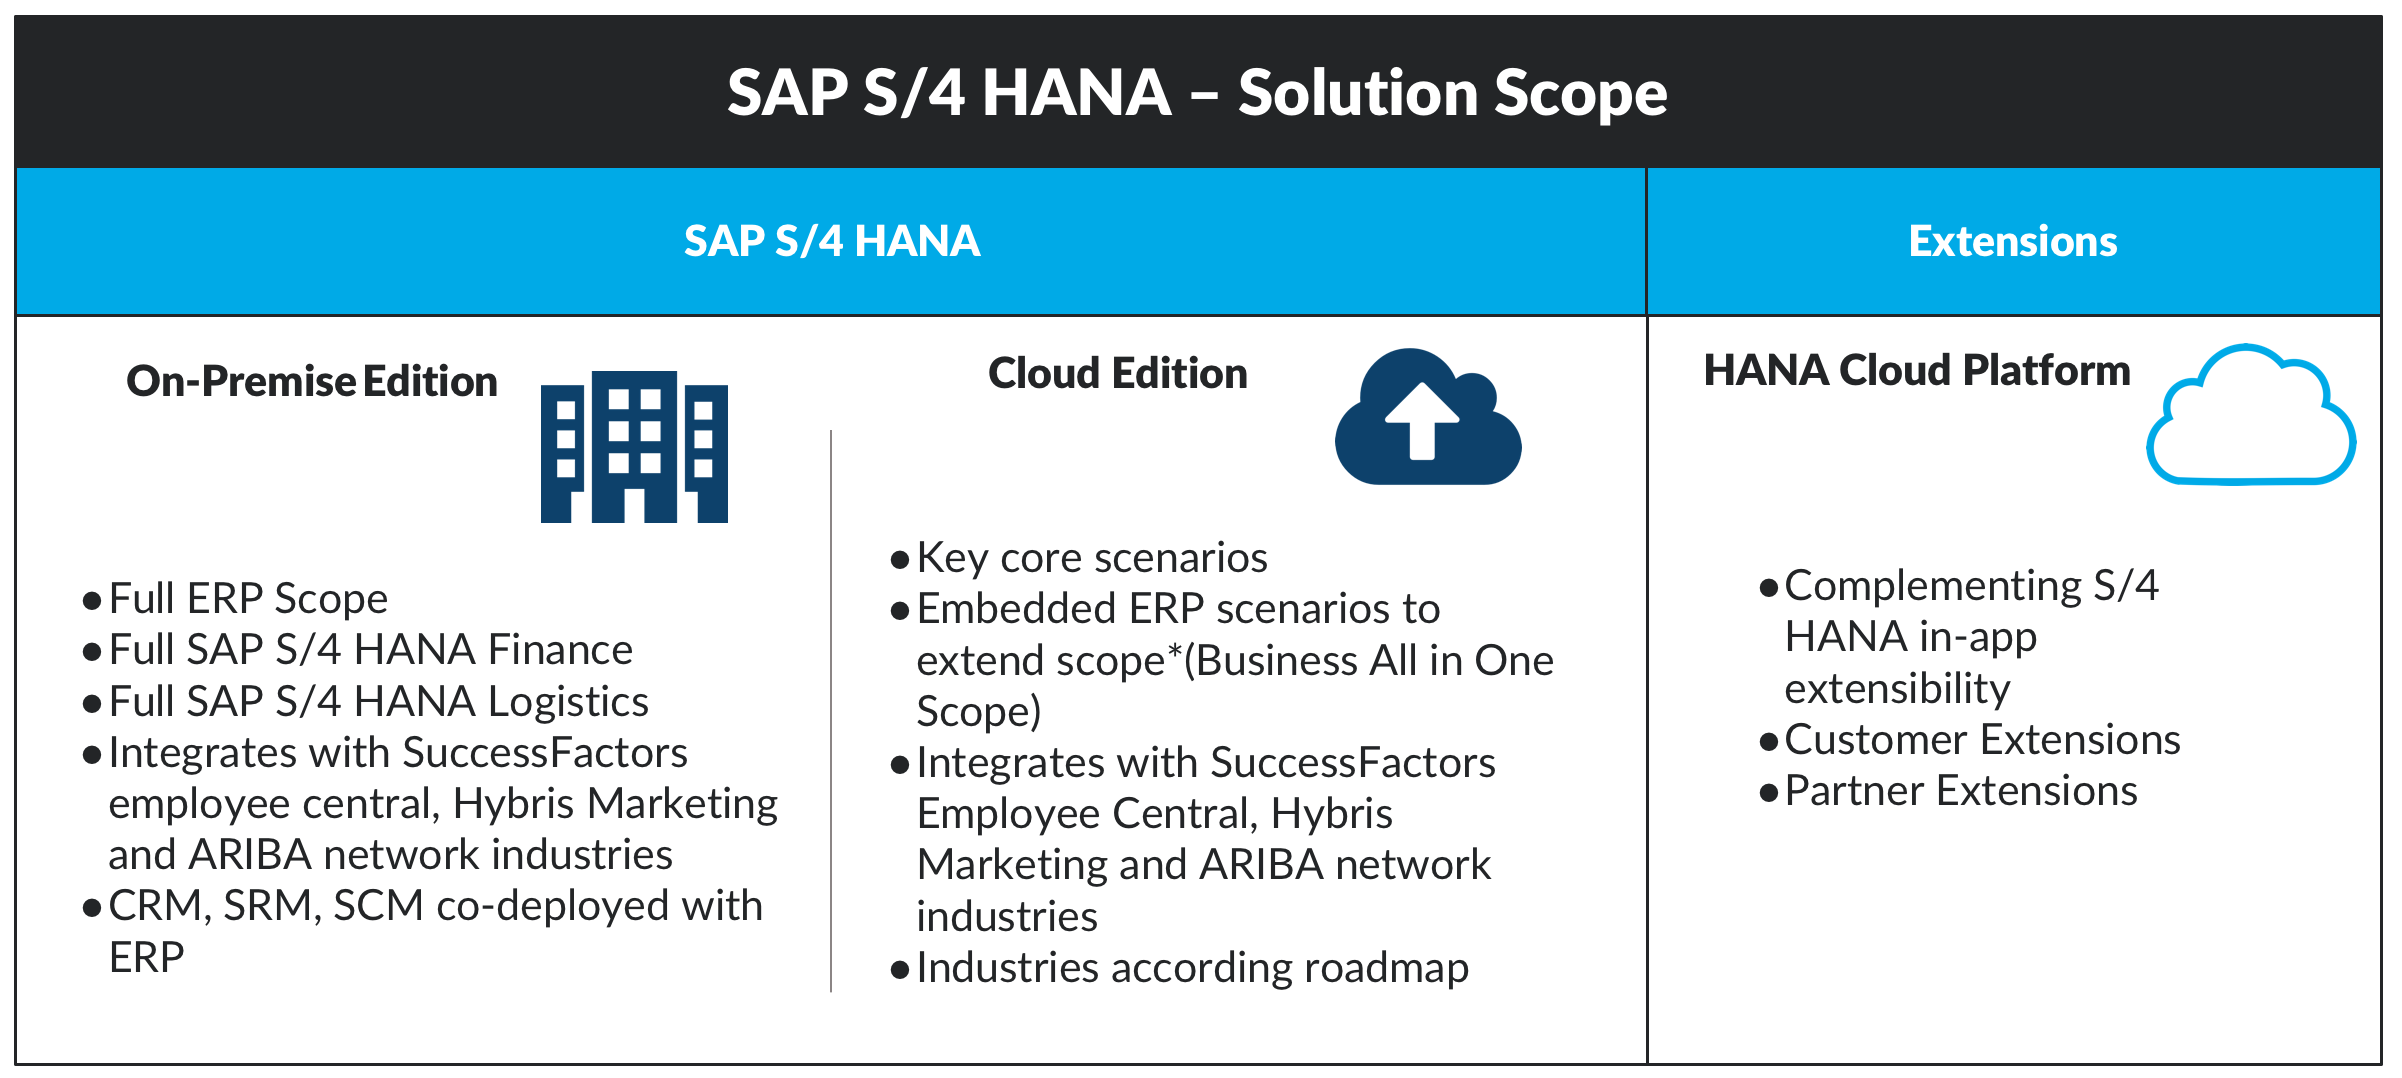 SAP S/4 HANA – Solution Scope
SAP S/4 HANA
Extensions
On-Premise Edition
●Full ERP Scope
●Full SAP S/4 HANA Finance
●Full SAP S/4 HANA Logistics
●Integrates with SuccessFactors
employee central, Hybris Marketing
and ARIBA network industries
●CRM, SRM, SCM co-deployed with
ERP
Cloud Edition
●Key core scenarios
●Embedded ERP scenarios to
extend scope*(Business All in One
Scope)
●Integrates with SuccessFactors
Employee Central, Hybris
Marketing and ARIBA network
industries
●Industries according roadmap
HANA Cloud Platform
●Complementing S/4
HANA in-app
extensibility
●Customer Extensions
●Partner Extensions